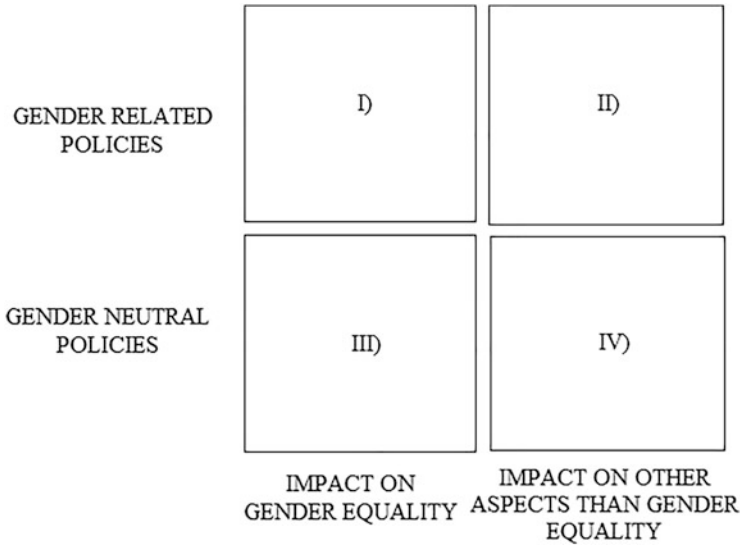 GENDER RELATED
POLICIES
I)
II)
GENDER NEUTRAL
POLICIES
III)
IV)
IMPACT ON
GENDER EQUALITY
IMPACT ON OTHER
ASPECTS THAN GENDER
EQUALITY